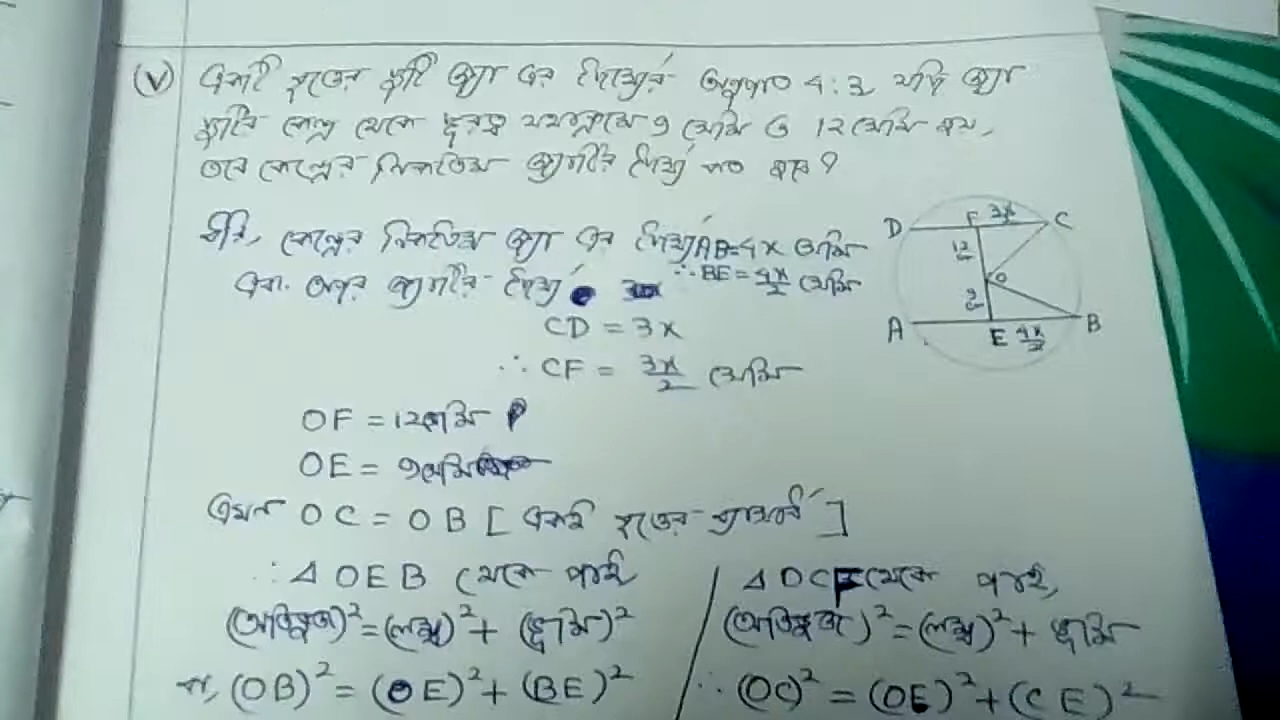 (v) একটি বৃত্তের দুটি জ্যা এর দৈর্ঘ্যের অনুপাত 4:3 যদি জ্যা
দুটির কেন্দ্র থেকে দূরত্ব যথাক্রমে 9 সেমি ও 12 সেমি হয়,
তবে কেন্দ্রের নিকটতম জ্যাটির দৈর্ঘ্য কত হবে?
ধরি, কেন্দ্রের নিকটতম জ্যা এর দৈর্ঘ্য AB=4x সেমি
∴ BE = 4x/2 সেমি
এবং অপর জ্যাটির দৈর্ঘ্য
CD = 3x
∴ CF = 3x/2 সেমি
D F 3x/2 C
12
O
9
A E 4x/2 B
OF = 12সেমি
OE = 9সেমি
এখন OC = OB [একই বৃত্তের ব্যাসার্ধ]
∴ △ OEB থেকে পাই
(অতিভুজ)² = (লম্ব)² + (ভূমি)²
বা, (OB)² = (OE)² + (BE)²
△ OCF থেকে পাই,
(অতিভুজ)² = (লম্ব)² + ভূমি
∴ (OC)² = (OE)² + (CE)²